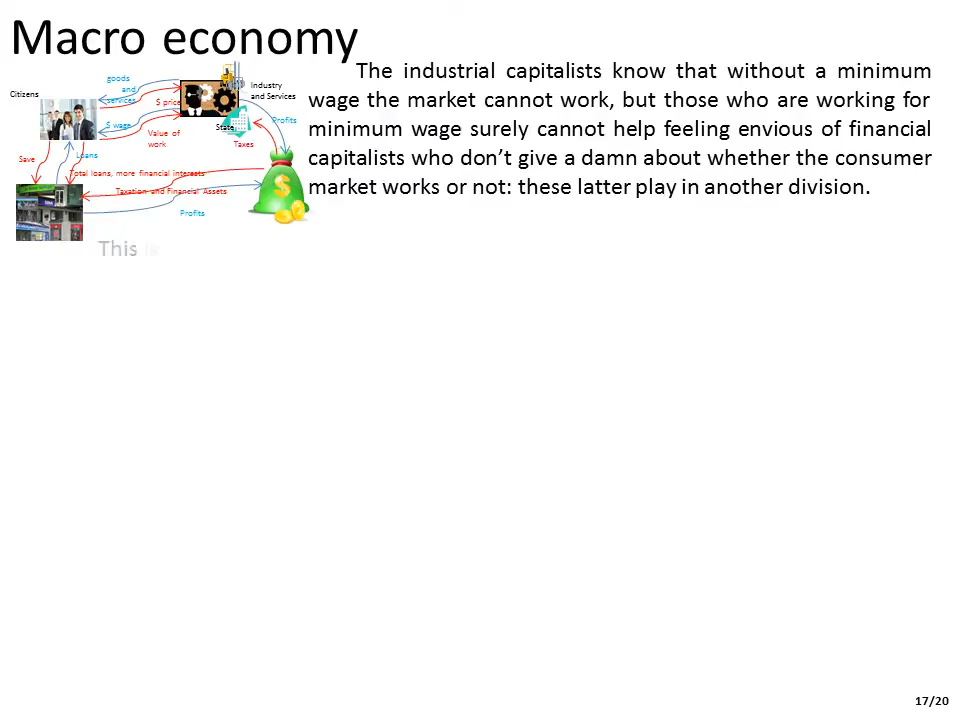 Macro economy
The industrial capitalists know that without a minimum
wage the market cannot work, but those who are working for
minimum wage surely cannot help feeling envious of financial
capitalists who don't give a damn about whether the consumer
market works or not: these latter play in another division.
goods
and
services
Citizens
Industry
and Services
$ price
Profits
$ wage
State
Value of
work
Taxes
Save
Loans
Total loans, more financial interests
Taxation and Financial Assets
Profits
This
17/20